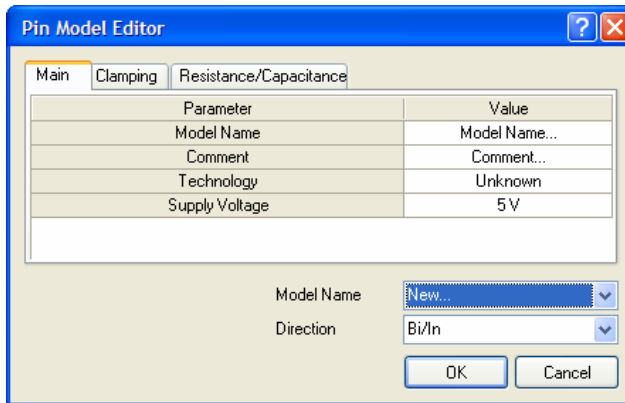 Pin Model Editor
Main Clamping Resistance/Capacitance
Parameter Value
Model Name Model Name...
Comment Comment...
Technology Unknown
Supply Voltage 5 V
Model Name New...
Direction Bi/In
OK Cancel